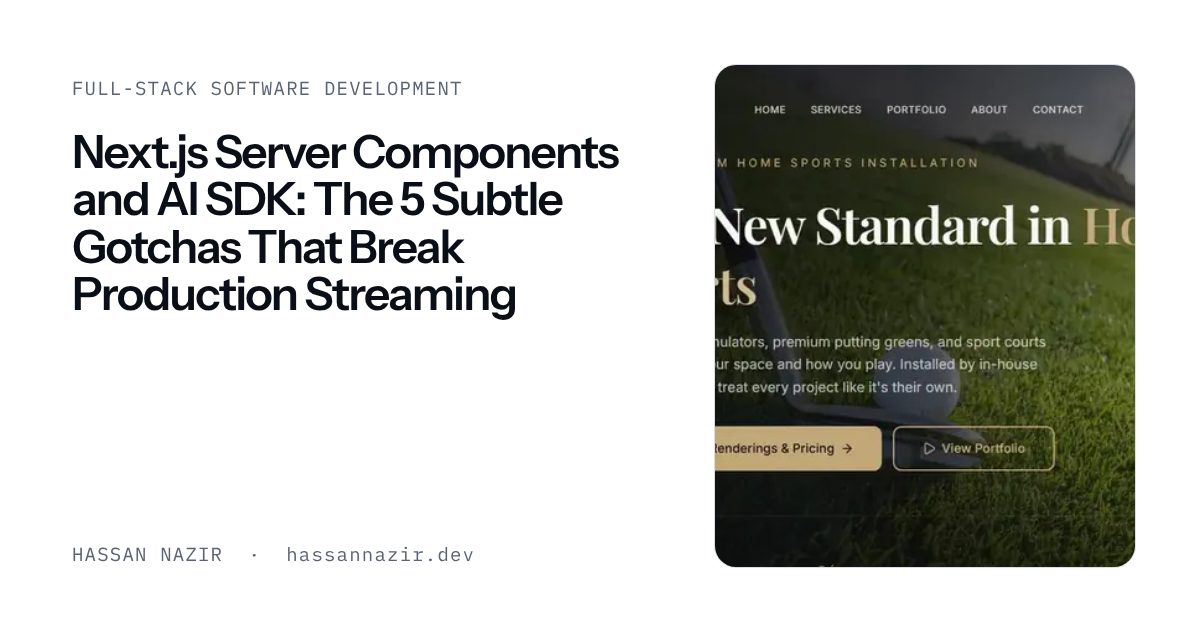 FULL-STACK SOFTWARE DEVELOPMENT
Next.js Server Components
and AI SDK: The 5 Subtle
Gotchas That Break
Production Streaming
HASSAN NAZIR · hassannazir.dev
HOME SERVICES PORTFOLIO ABOUT CONTACT
M HOME SPORTS INSTALLATION
New Standard in Ho
rts
nulators, premium putting greens, and sport courts
ur space and how you play. Installed by in-house
treat every project like it's their own.
Renderings & Pricing → View Portfolio